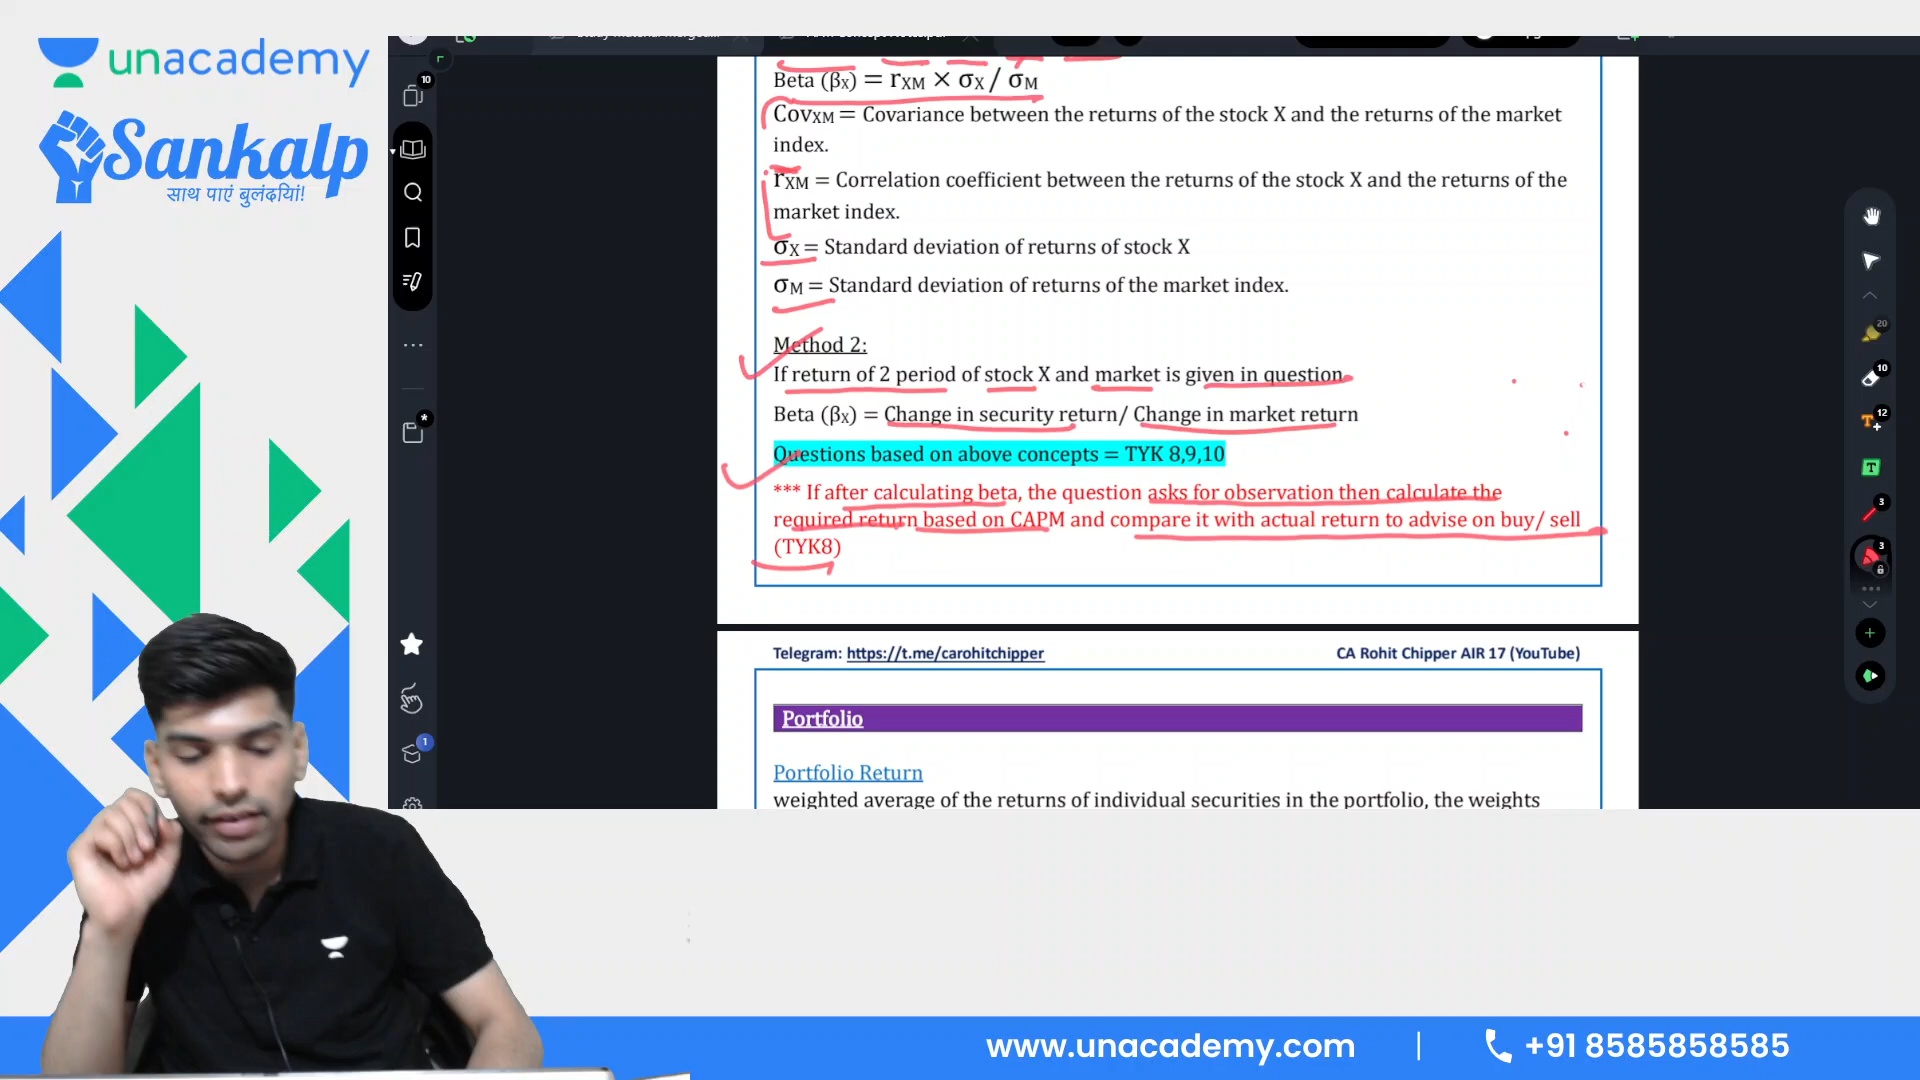 unacademy
Sankalp
साथ पाएं बुलंदियां!
10
Beta (βX) = rXM × σX / σM
CovXM = Covariance between the returns of the stock X and the returns of the market
index.
rXM = Correlation coefficient between the returns of the stock X and the returns of the
market index.
σX = Standard deviation of returns of stock X
σM = Standard deviation of returns of the market index.
Method 2:
If return of 2 period of stock X and market is given in question
Beta (βX) = Change in security return/ Change in market return
Questions based on above concepts = TYK 8,9,10
*** If after calculating beta, the question asks for observation then calculate the
required return based on CAPM and compare it with actual return to advise on buy/ sell
(TYK8)
Telegram: https://t.me/carohitchipper
CA Rohit Chipper AIR 17 (YouTube)
Portfolio
Portfolio Return
weighted average of the returns of individual securities in the portfolio, the weights
20
10
12
T
3
3
1
www.unacademy.com | +91 8585858585